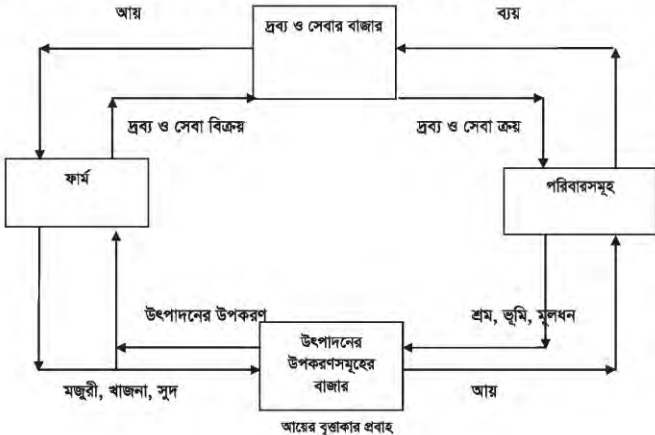 আয়
দ্রব্য ও সেবার বাজার
ব্যয়
দ্রব্য ও সেবা বিক্রয়
দ্রব্য ও সেবা ক্রয়
ফার্ম
পরিবারসমূহ
উৎপাদনের উপকরণ
শ্রম, ভূমি, মূলধন
উৎপাদনের
উপকরণসমূহের
বাজার
মজুরী, খাজনা, সুদ
আয়
আয়ের বৃত্তাকার প্রবাহ